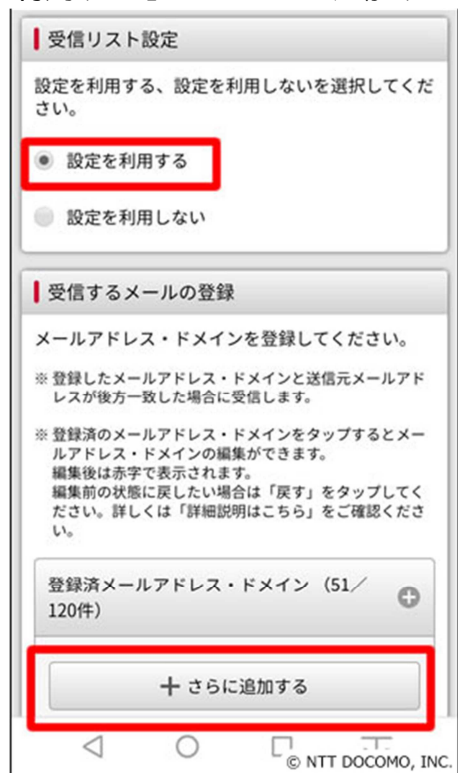 受信リスト設定
設定を利用する、設定を利用しないを選択してくだ
さい。
設定を利用する
設定を利用しない
受信するメールの登録
メールアドレス・ドメインを登録してください。
※ 登録したメールアドレス・ドメインと送信元メールアド
レスが後方一致した場合に受信します。
※ 登録済のメールアドレス・ドメインをタップするとメー
ルアドレス・ドメインの編集ができます。
編集後は赤字で表示されます。
編集前の状態に戻したい場合は「戻す」をタップしてく
ださい。詳しくは「詳細説明はこちら」をご確認くださ
い。
登録済メールアドレス・ドメイン（51／
120件）
＋さらに追加する
© NTT DOCOMO, INC.